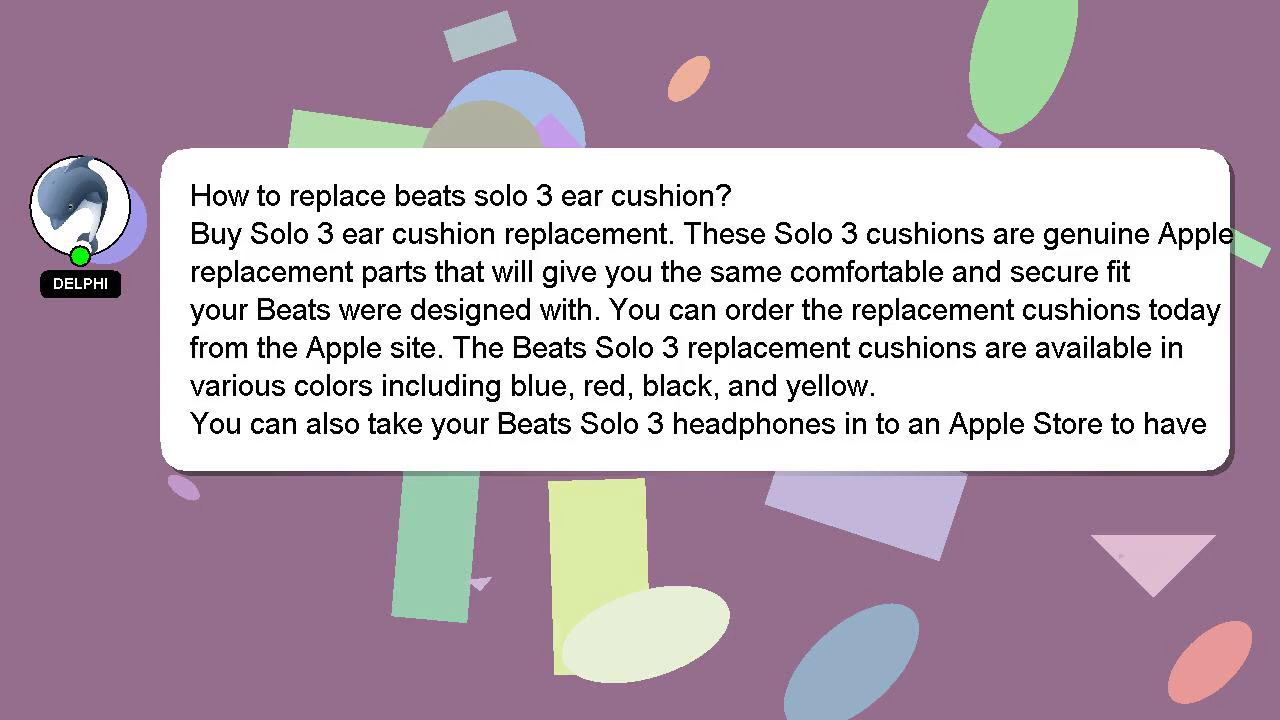 DELPHI
How to replace beats solo 3 ear cushion?
Buy Solo 3 ear cushion replacement. These Solo 3 cushions are genuine Apple
replacement parts that will give you the same comfortable and secure fit
your Beats were designed with. You can order the replacement cushions today
from the Apple site. The Beats Solo 3 replacement cushions are available in
various colors including blue, red, black, and yellow.
You can also take your Beats Solo 3 headphones in to an Apple Store to have